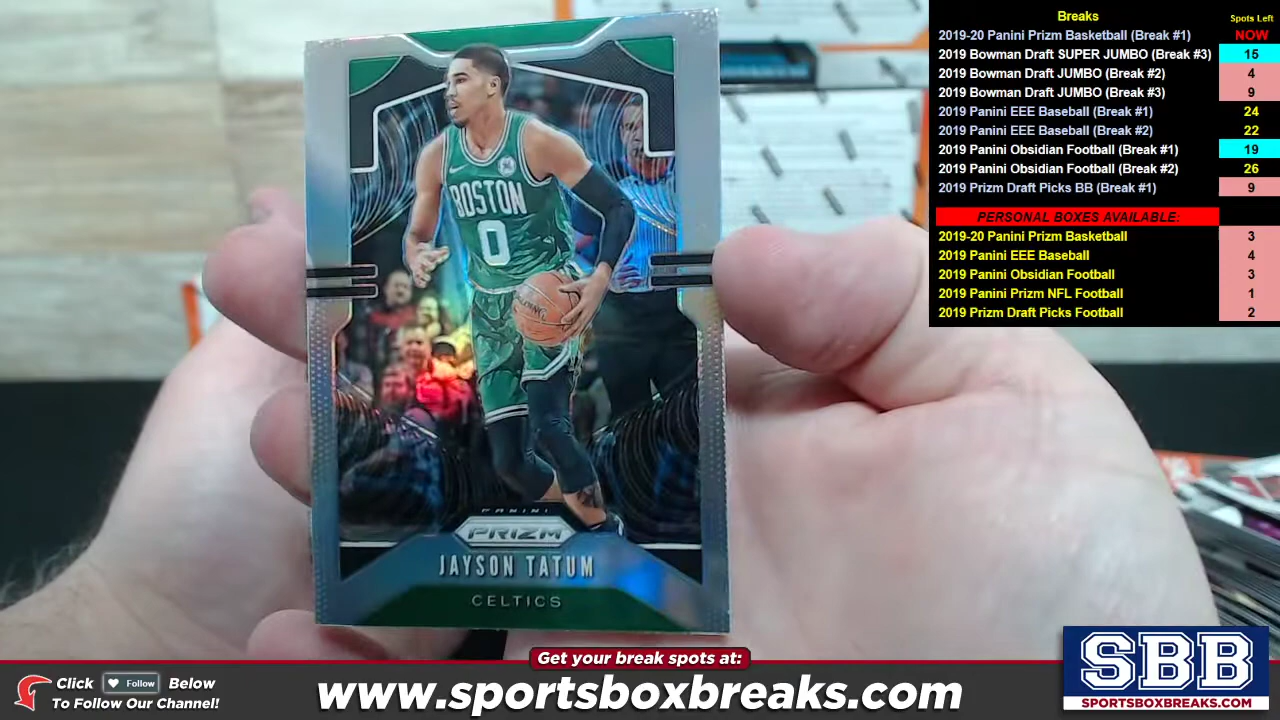 BOSTON
0
SPALDING
PANINI
PRIZM
JAYSON TATUM
CELTICS
Breaks Spots Left
2019-20 Panini Prizm Basketball (Break #1) NOW
2019 Bowman Draft SUPER JUMBO (Break #3) 15
2019 Bowman Draft JUMBO (Break #2) 4
2019 Bowman Draft JUMBO (Break #3) 9
2019 Panini EEE Baseball (Break #1) 24
2019 Panini EEE Baseball (Break #2) 22
2019 Panini Obsidian Football (Break #1) 19
2019 Panini Obsidian Football (Break #2) 26
2019 Prizm Draft Picks BB (Break #1) 9
PERSONAL BOXES AVAILABLE:
2019-20 Panini Prizm Basketball 3
2019 Panini EEE Baseball 4
2019 Panini Obsidian Football 3
2019 Panini Prizm NFL Football 1
2019 Prizm Draft Picks Football 2
Get your break spots at:
Click Follow Below
To Follow Our Channel!
www.sportsboxbreaks.com
SBB
SPORTSBOXBREAKS.COM